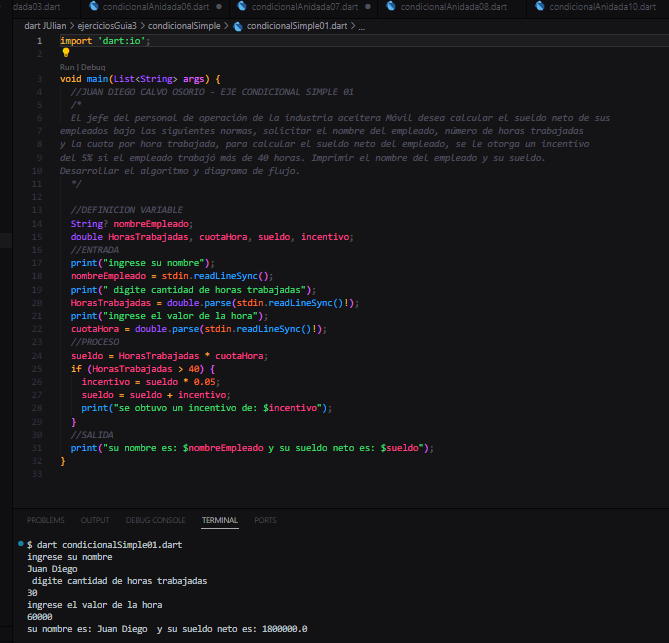 dada03.dart condicionalAnidada06.dart condicionalAnidada07.dart condicionalAnidada08.dart condicionalAnidada10.dart
dart JUlian > ejerciciosGuia3 > condicionalSimple > condicionalSimple01.dart > ...
1 import 'dart:io';
2
Run | Debug
3 void main(List<String> args) {
4 //JUAN DIEGO CALVO OSORIO - EJE CONDICIONAL SIMPLE 01
5 /*
6 El jefe del personal de operación de la industria aceitera Móvil desea calcular el sueldo neto de sus
7 empleados bajo las siguientes normas, solicitar el nombre del empleado, número de horas trabajadas
8 y la cuota por hora trabajada, para calcular el sueldo neto del empleado, se le otorga un incentivo
9 del 5% si el empleado trabajó más de 40 horas. Imprimir el nombre del empleado y su sueldo.
10 Desarrollar el algoritmo y diagrama de flujo.
11 */
12
13 //DEFINICION VARIABLE
14 String? nombreEmpleado;
15 double HorasTrabajadas, cuotaHora, sueldo, incentivo;
16 //ENTRADA
17 print("ingrese su nombre");
18 nombreEmpleado = stdin.readLineSync();
19 print(" digite cantidad de horas trabajadas");
20 HorasTrabajadas = double.parse(stdin.readLineSync()!);
21 print("ingrese el valor de la hora");
22 cuotaHora = double.parse(stdin.readLineSync()!);
23 //PROCESO
24 sueldo = HorasTrabajadas * cuotaHora;
25 if (HorasTrabajadas > 40) {
26 incentivo = sueldo * 0.05;
27 sueldo = sueldo + incentivo;
28 print("se obtuvo un incentivo de: $incentivo");
29 }
30 //SALIDA
31 print("su nombre es: $nombreEmpleado y su sueldo neto es: $sueldo");
32 }
33
PROBLEMS OUTPUT DEBUG CONSOLE TERMINAL PORTS
$ dart condicionalSimple01.dart
ingrese su nombre
Juan Diego
digite cantidad de horas trabajadas
30
ingrese el valor de la hora
60000
su nombre es: Juan Diego  y su sueldo neto es: 1800000.0